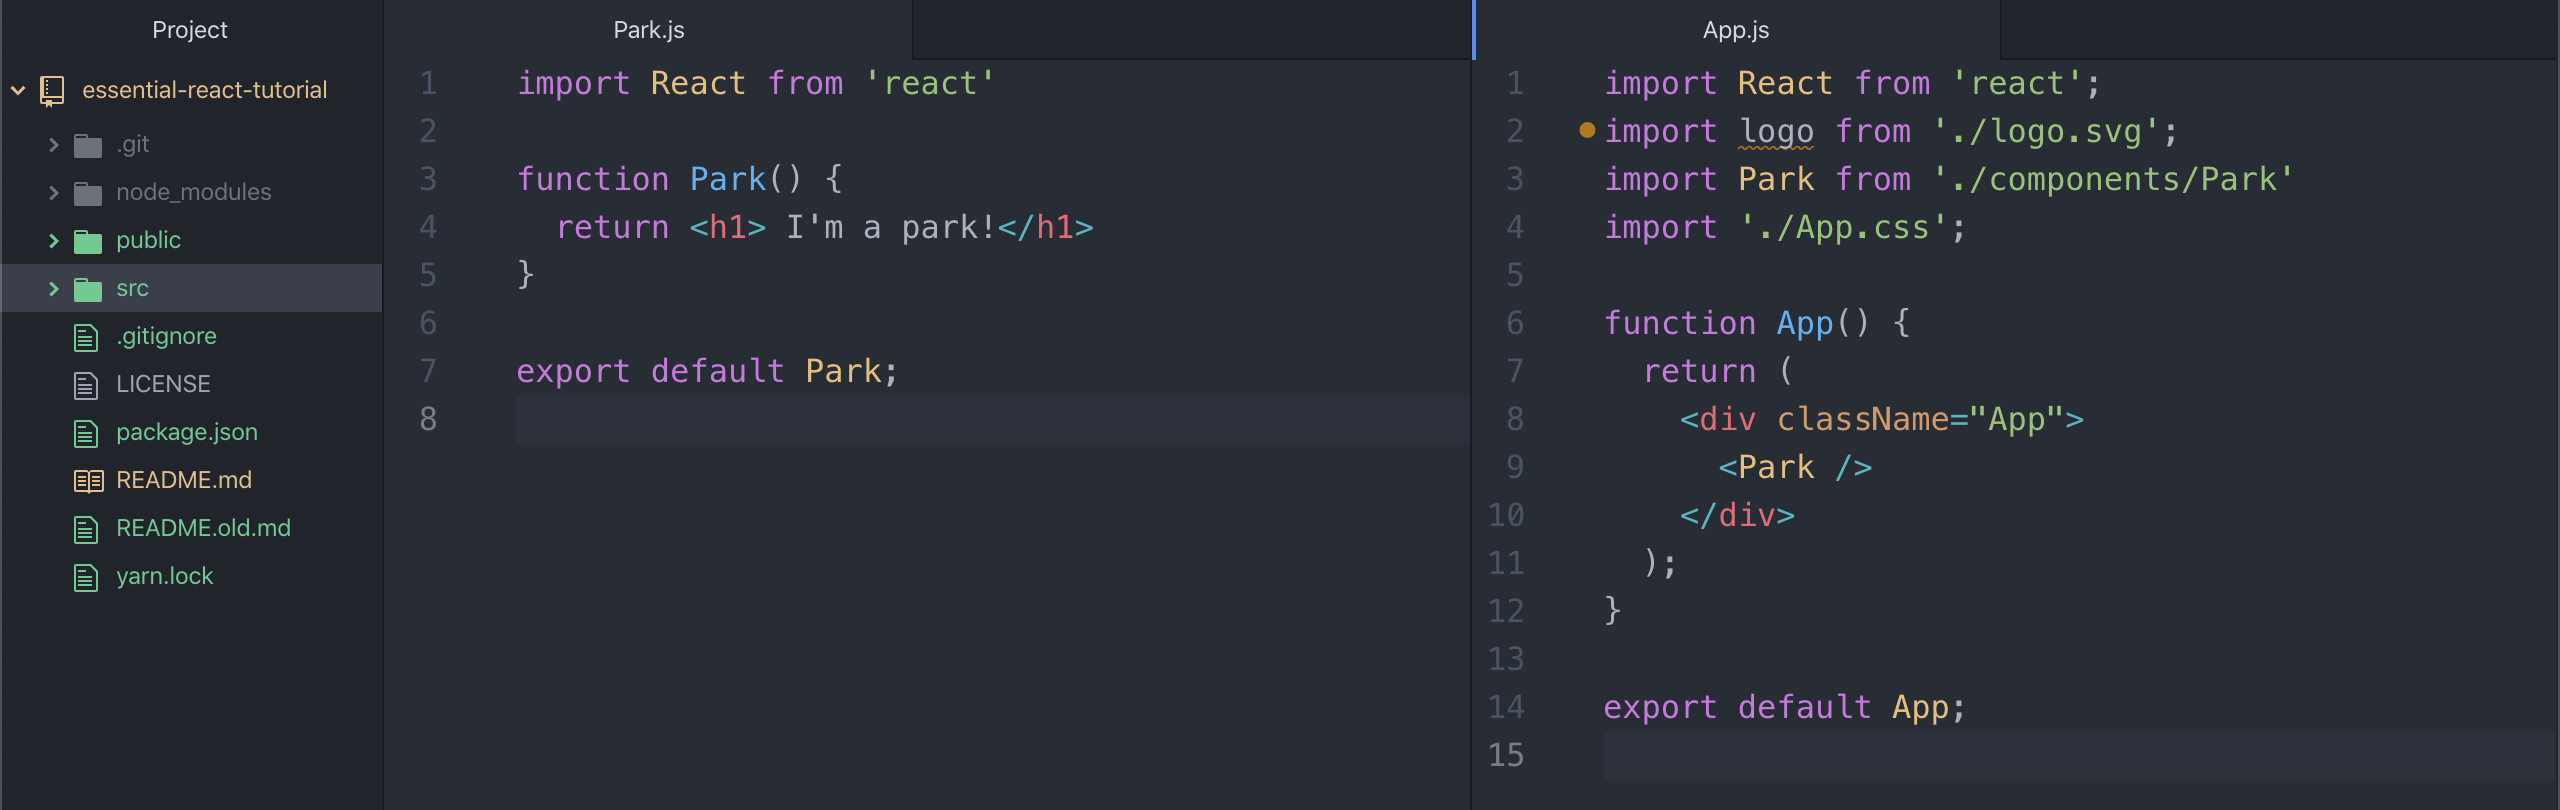 Project
essential-react-tutorial
.git
node_modules
public
src
.gitignore
LICENSE
package.json
README.md
README.old.md
yarn.lock
Park.js
1 import React from 'react'
2
3 function Park() {
4   return <h1> I'm a park!</h1>
5 }
6
7 export default Park;
8
App.js
1 import React from 'react';
2 import logo from './logo.svg';
3 import Park from './components/Park'
4 import './App.css';
5
6 function App() {
7   return (
8     <div className="App">
9       <Park />
10     </div>
11   );
12 }
13
14 export default App;
15